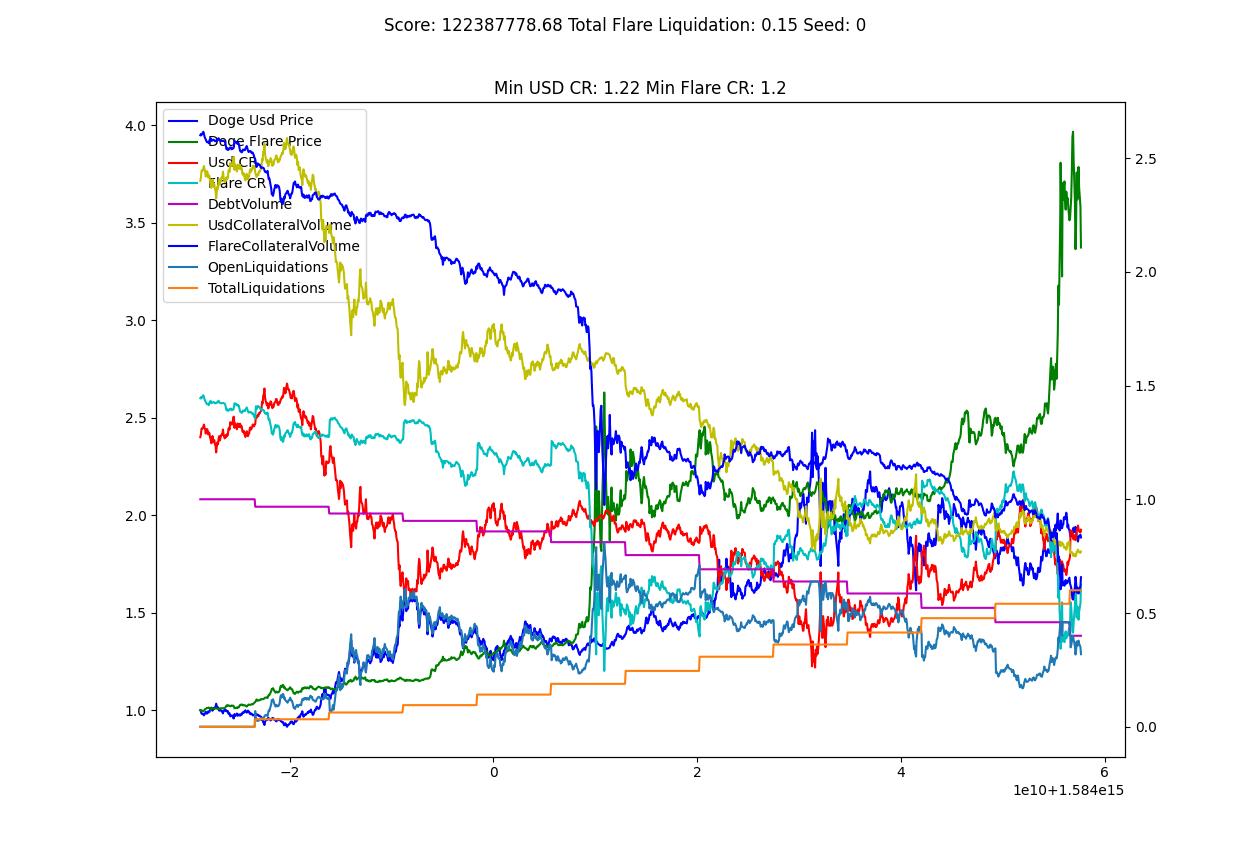 Score: 122387778.68 Total Flare Liquidation: 0.15 Seed: 0
Min USD CR: 1.22 Min Flare CR: 1.2
Doge Usd Price
Doge Flare Price
Usd CR
Flare CR
DebtVolume
UsdCollateralVolume
FlareCollateralVolume
OpenLiquidations
TotalLiquidations
4.0
3.5
3.0
2.5
2.0
1.5
1.0
2.5
2.0
1.5
1.0
0.5
0.0
−2
0
2
4
6
1e10+1.584e15